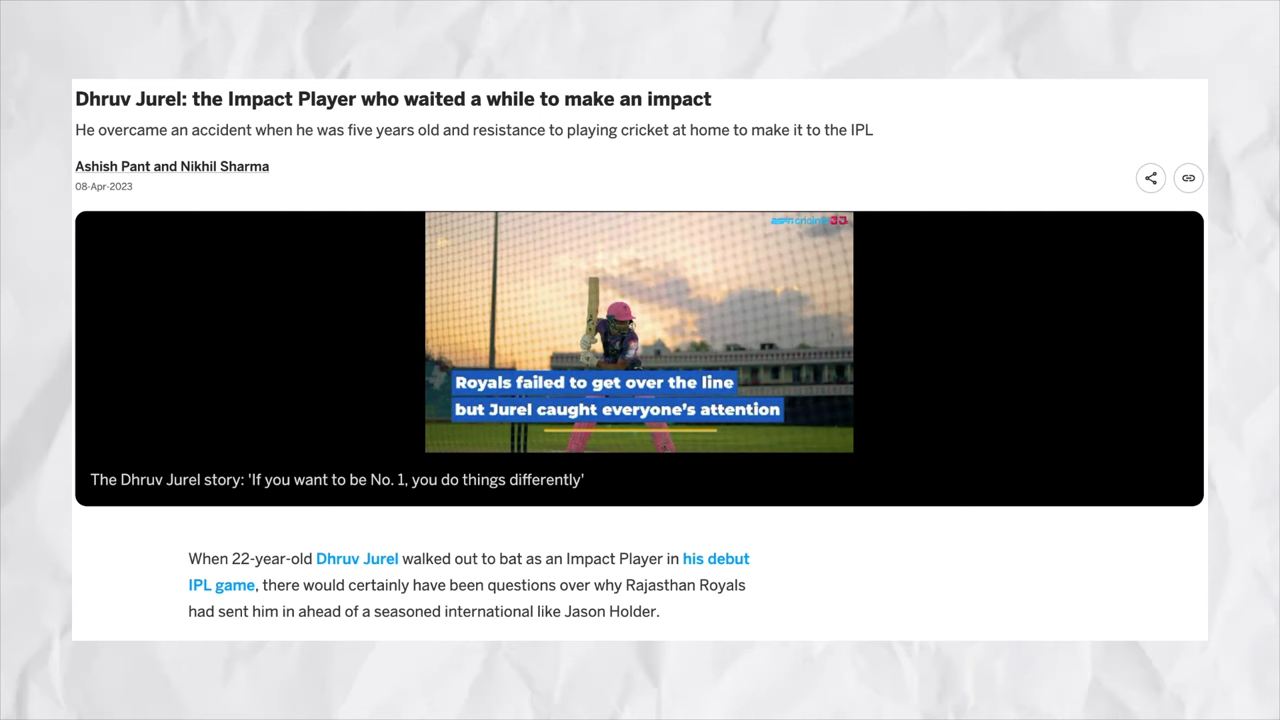 Dhruv Jurel: the Impact Player who waited a while to make an impact
He overcame an accident when he was five years old and resistance to playing cricket at home to make it to the IPL
Ashish Pant and Nikhil Sharma
08-Apr-2023
Royals failed to get over the line
but Jurel caught everyone's attention
The Dhruv Jurel story: 'If you want to be No. 1, you do things differently'
When 22-year-old Dhruv Jurel walked out to bat as an Impact Player in his debut
IPL game, there would certainly have been questions over why Rajasthan Royals
had sent him in ahead of a seasoned international like Jason Holder.